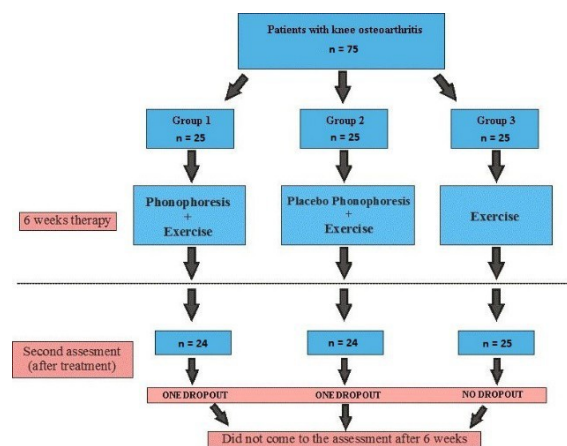 Patients with knee osteoarthritis
n = 75
Group 1
n = 25
Group 2
n = 25
Group 3
n = 25
6 weeks therapy
Phonophoresis
+
Exercise
Placebo Phonophoresis
+
Exercise
Exercise
Second assesment
(after treatment)
n = 24
n = 24
n = 25
ONE DROPOUT
ONE DROPOUT
NO DROPOUT
Did not come to the assessment after 6 weeks